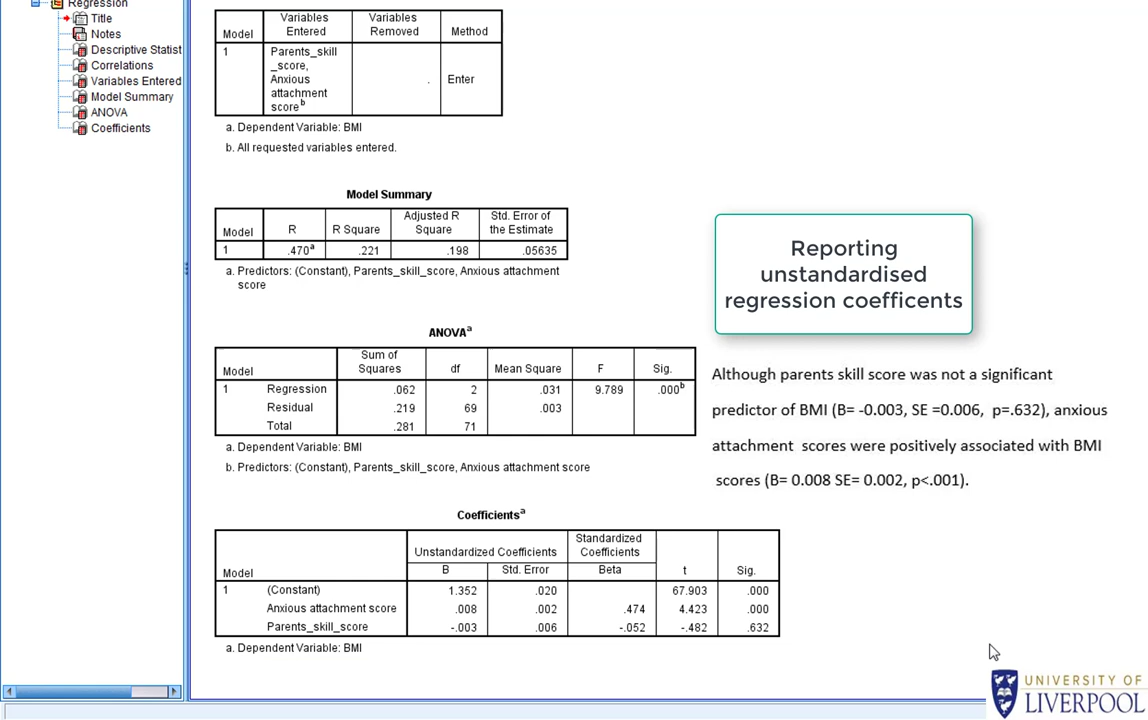 Regression
Title
Notes
Descriptive Statist
Correlations
Variables Entered
Model Summary
ANOVA
Coefficients
Model Variables Entered Variables Removed Method
1 Parents_skill _score, Anxious attachment score b . Enter
a. Dependent Variable: BMI
b. All requested variables entered.
Model Summary
Model R R Square Adjusted R Square Std. Error of the Estimate
1 .470a .221 .198 .05635
a. Predictors: (Constant), Parents_skill_score, Anxious attachment
score
ANOVAa
Model Sum of Squares df Mean Square F Sig.
1 Regression .062 2 .031 9.789 .000b
Residual .219 69 .003
Total .281 71
a. Dependent Variable: BMI
b. Predictors: (Constant), Parents_skill_score, Anxious attachment score
Coefficientsa
Model Unstandardized Coefficients Standardized Coefficients t Sig.
B Std. Error Beta
1 (Constant) 1.352 .020 67.903 .000
Anxious attachment score .008 .002 .474 4.423 .000
Parents_skill_score -.003 .006 -.052 -.482 .632
a. Dependent Variable: BMI
Reporting
unstandardised
regression coefficents
Although parents skill score was not a significant
predictor of BMI (B= -0.003, SE =0.006, p=.632), anxious
attachment scores were positively associated with BMI
scores (B= 0.008 SE= 0.002, p<.001).
UNIVERSITY OF
LIVERPOOL